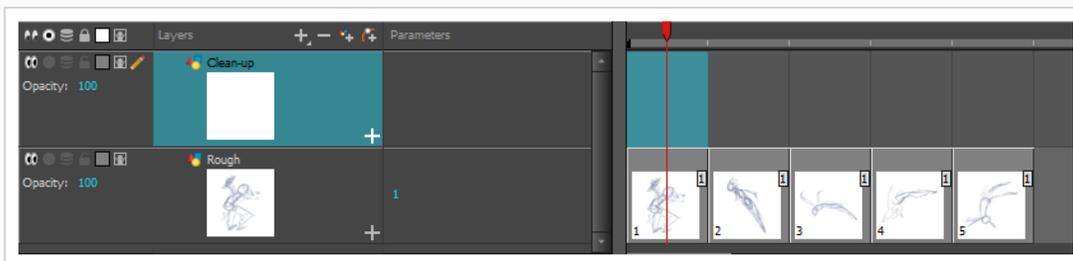 Layers Parameters
Clean-up
Opacity: 100
Rough
Opacity: 100
1
1 1 1 1 1
1 2 3 4 5